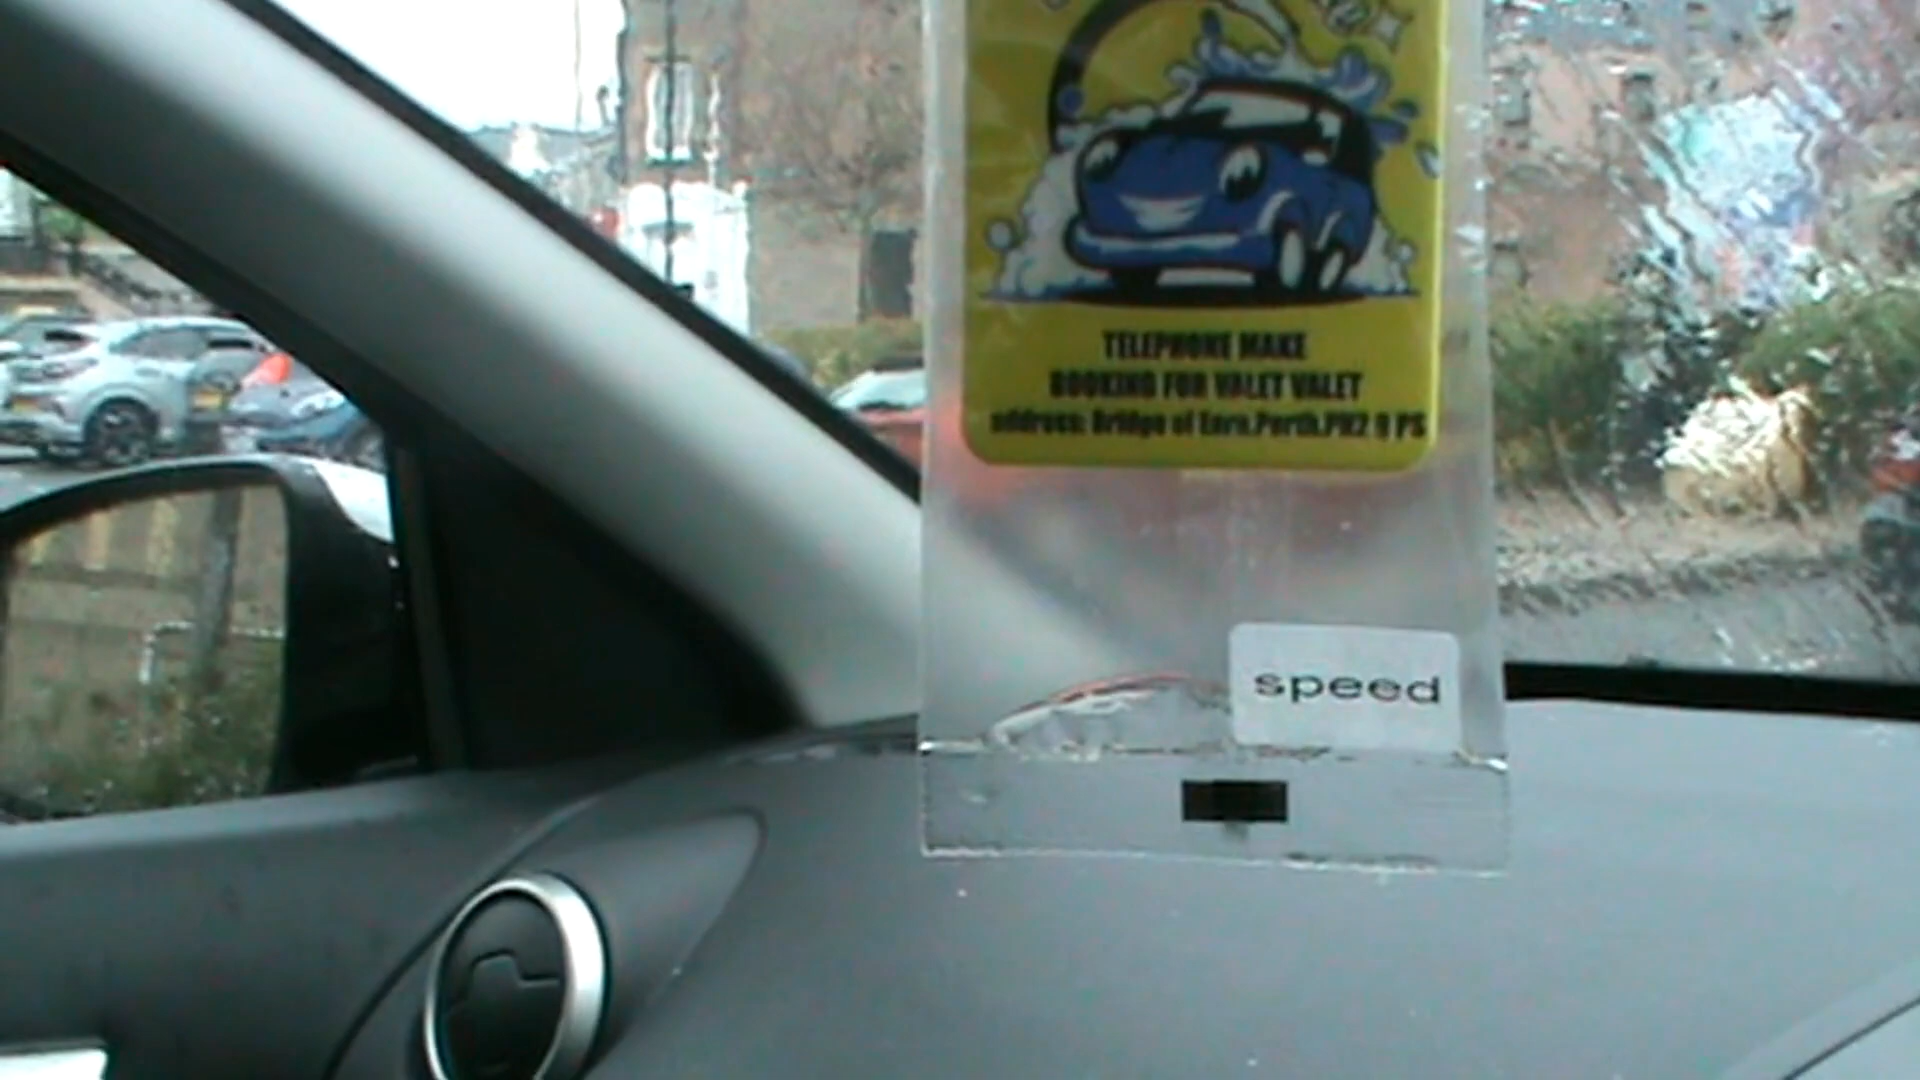 TELEPHONE MAKE
BOOKING FOR VALET VALET
address: Bridge of Earn,Perth,PH2 9 PS
speed